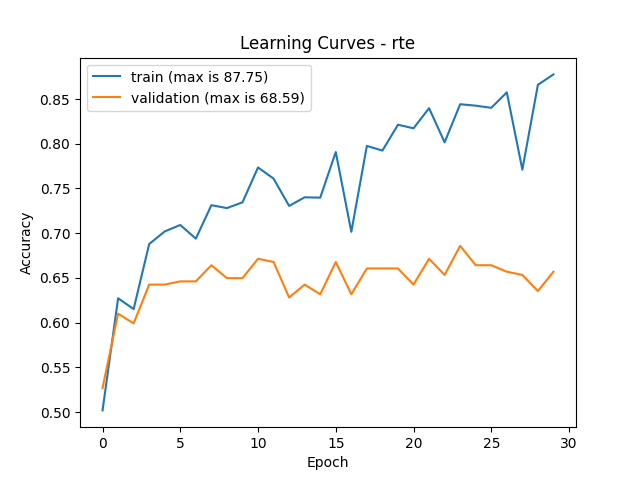 Learning Curves - rte
train (max is 87.75)
validation (max is 68.59)
Accuracy
0.85
0.80
0.75
0.70
0.65
0.60
0.55
0.50
0 5 10 15 20 25 30
Epoch